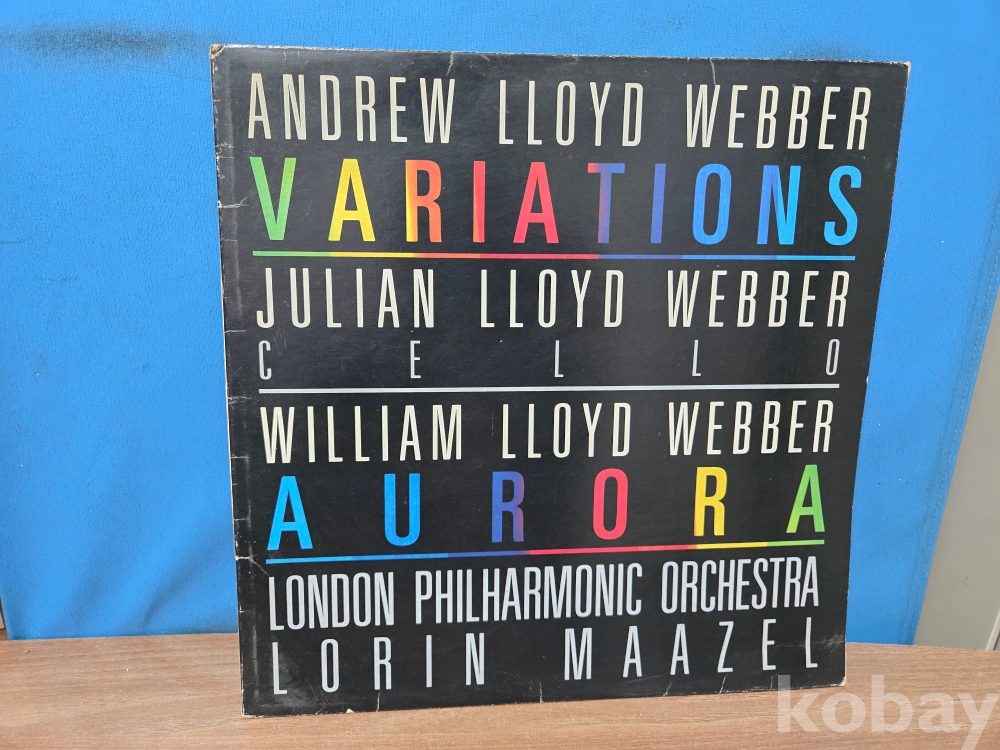 ANDREW LLOYD WEBBER
VARIATIONS
JULIAN LLOYD WEBBER
CELLO
WILLIAM LLOYD WEBBER
AURORA
LONDON PHILHARMONIC ORCHESTRA
LORIN MAAZEL
kobay